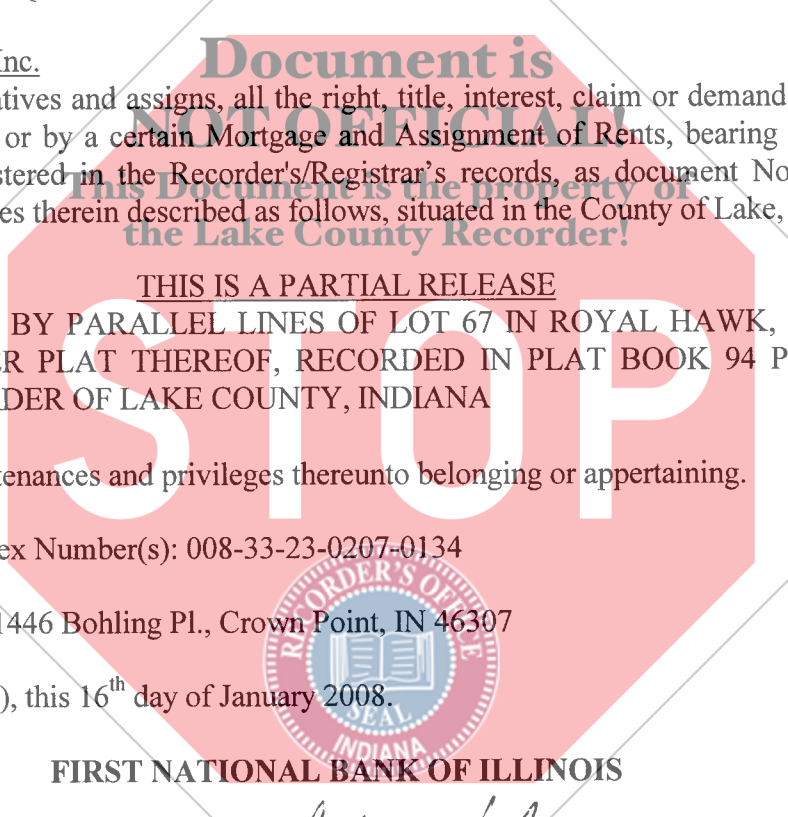 Inc.
Document is
atives and assigns, all the right, title, interest, claim or demand
NOT OFFICIAL!
or by a certain Mortgage and Assignment of Rents, bearing
stered in the Recorder's/Registrar's records, as document No
This Document is the property of
es therein described as follows, situated in the County of Lake,
the Lake County Recorder!
THIS IS A PARTIAL RELEASE
BY PARALLEL LINES OF LOT 67 IN ROYAL HAWK,
ER PLAT THEREOF, RECORDED IN PLAT BOOK 94 P
DER OF LAKE COUNTY, INDIANA
STOP
tenances and privileges thereunto belonging or appertaining.
ex Number(s): 008-33-23-0207-0134
RECORDER'S OFFICE
1446 Bohling Pl., Crown Point, IN 46307
), this 16th day of January 2008.
SEAL
INDIANA
FIRST NATIONAL BANK OF ILLINOIS